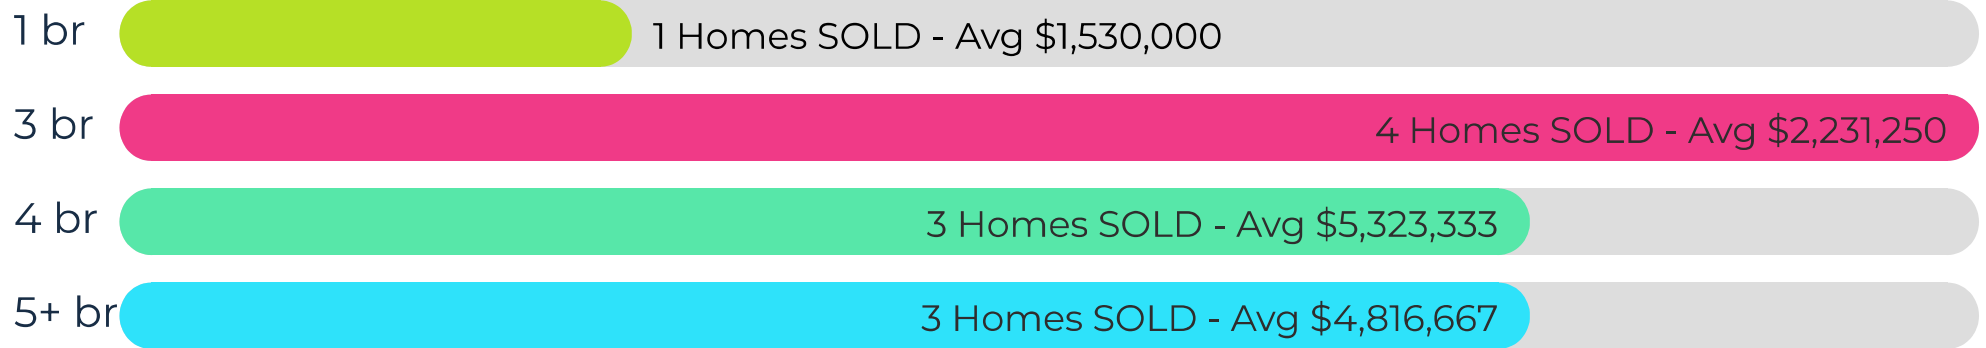 1 br 1 Homes SOLD - Avg $1,530,000
3 br 4 Homes SOLD - Avg $2,231,250
4 br 3 Homes SOLD - Avg $5,323,333
5+ br 3 Homes SOLD - Avg $4,816,667